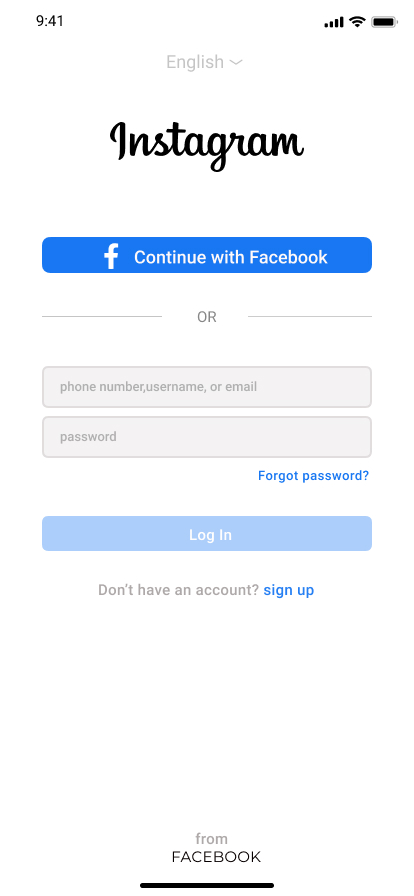 9:41
English
Instagram
Continue with Facebook
OR
phone number,username, or email
password
Forgot password?
Log In
Don't have an account? sign up
from
FACEBOOK